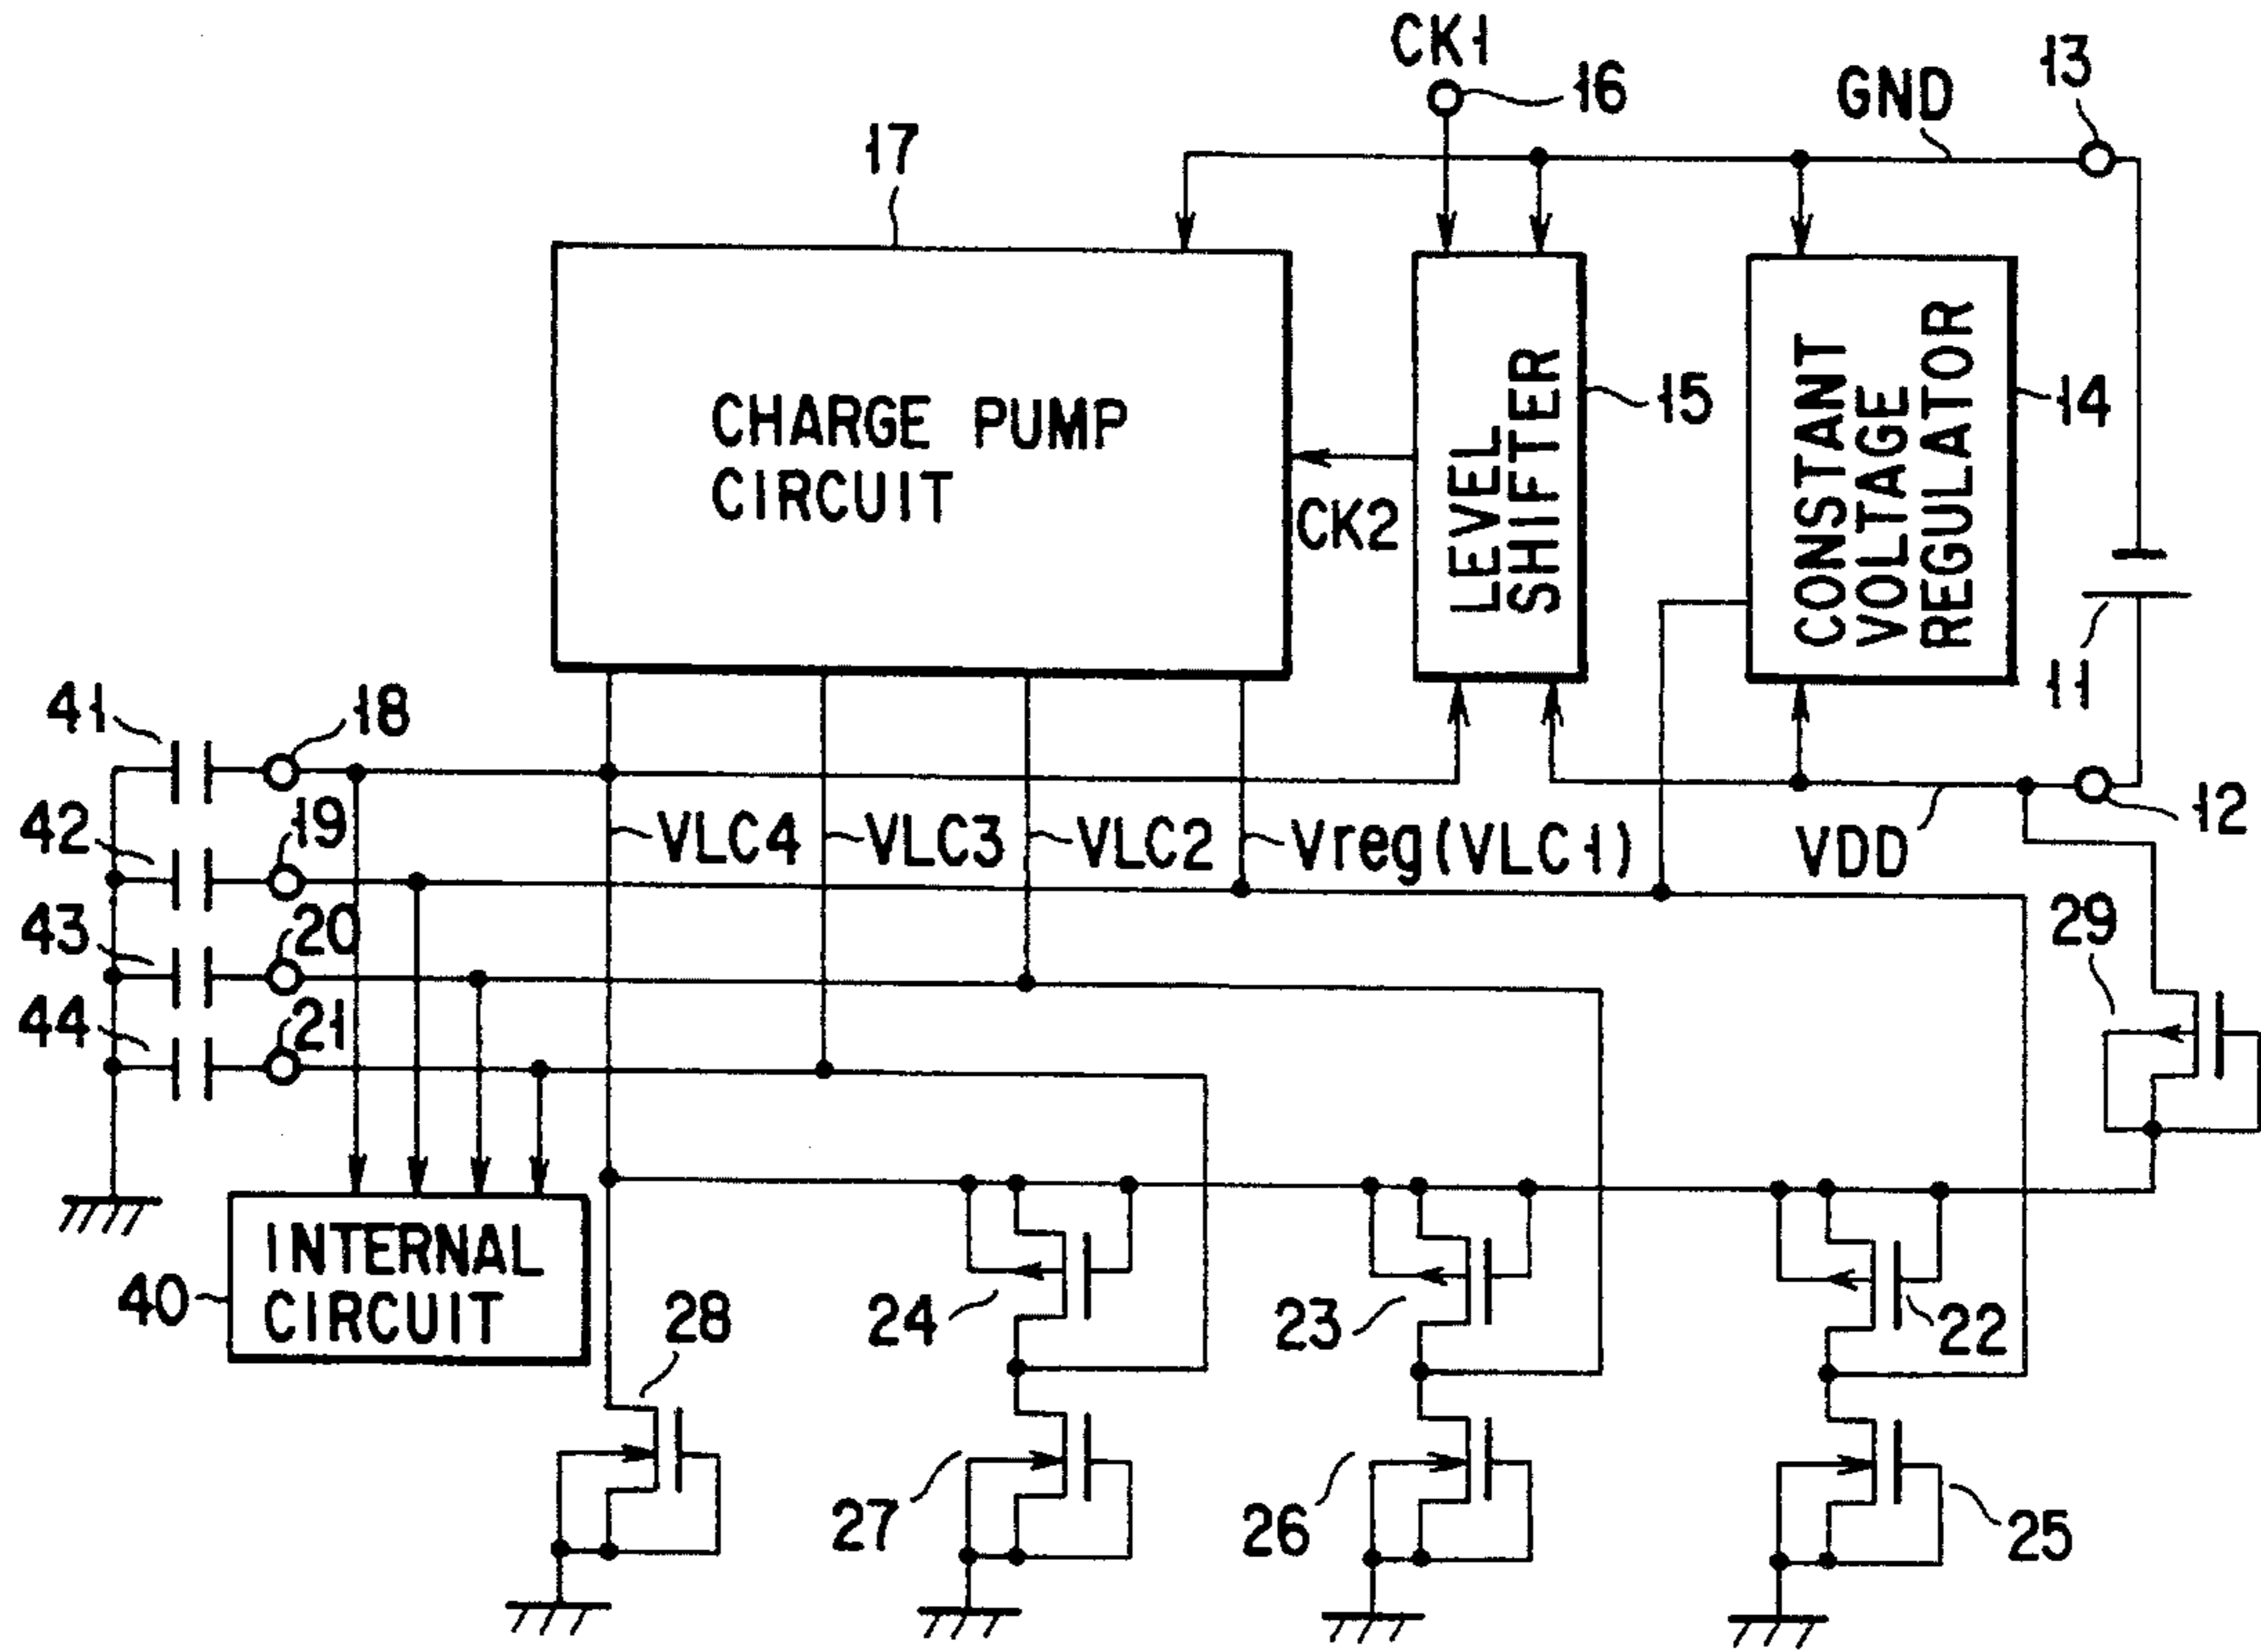 CK1
16
GND
13
17
CHARGE PUMP
CIRCUIT
CK2
LEVEL
SHIFTER
15
CONSTANT
VOLTAGE
REGULATOR
14
11
41
18
42
19
VLC4
VLC3
VLC2
Vreg(VLC1)
VDD
12
43
20
29
44
21
INTERNAL
CIRCUIT
40
28
24
23
22
27
26
25